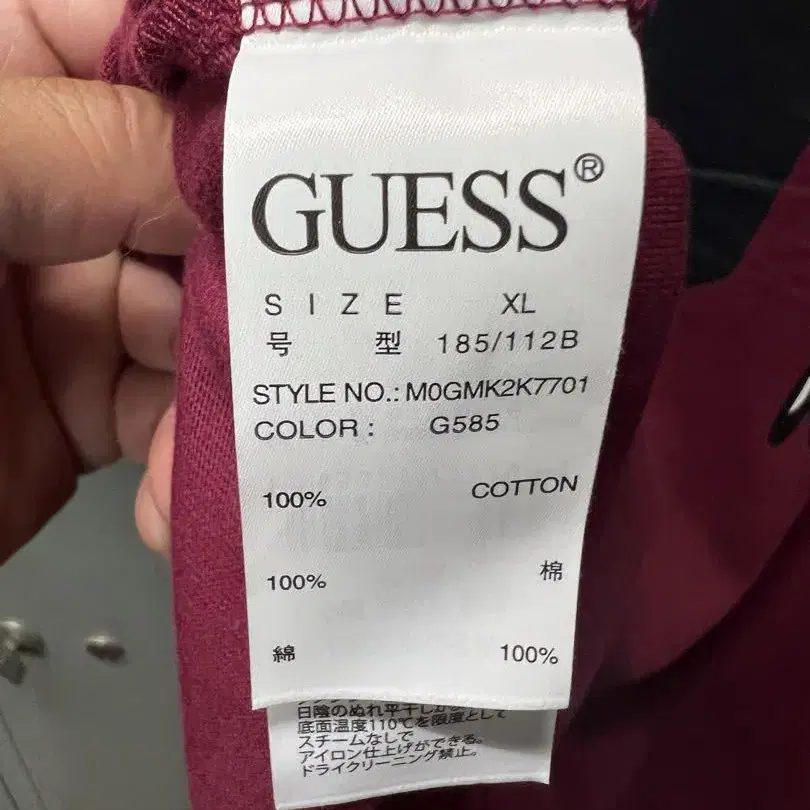 GUESS®
SIZE XL
号型 185/112B
STYLE NO.: M0GMK2K7701
COLOR: G585
100% COTTON
100% 棉
綿 100%
日陰のぬれ平干しが
底面温度110℃を限度として
スチームなしで
アイロン仕上げができる。
ドライクリーニング禁止。